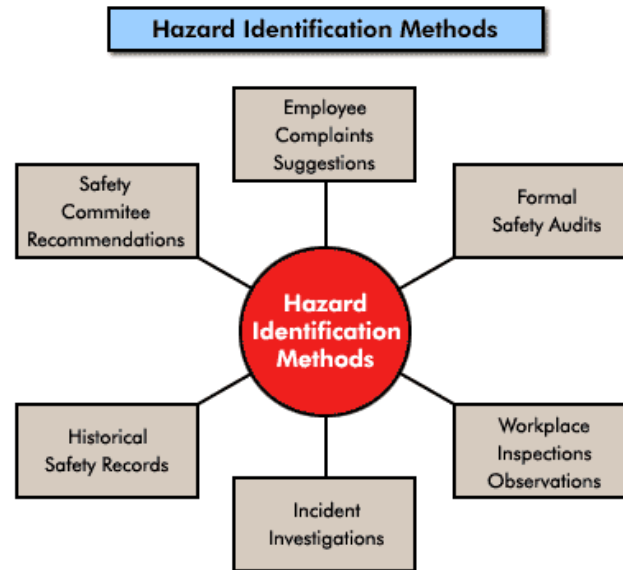 Hazard Identification Methods
Employee
Complaints
Suggestions
Safety
Commitee
Recommendations
Formal
Safety Audits
Hazard
Identification
Methods
Historical
Safety Records
Workplace
Inspections
Observations
Incident
Investigations